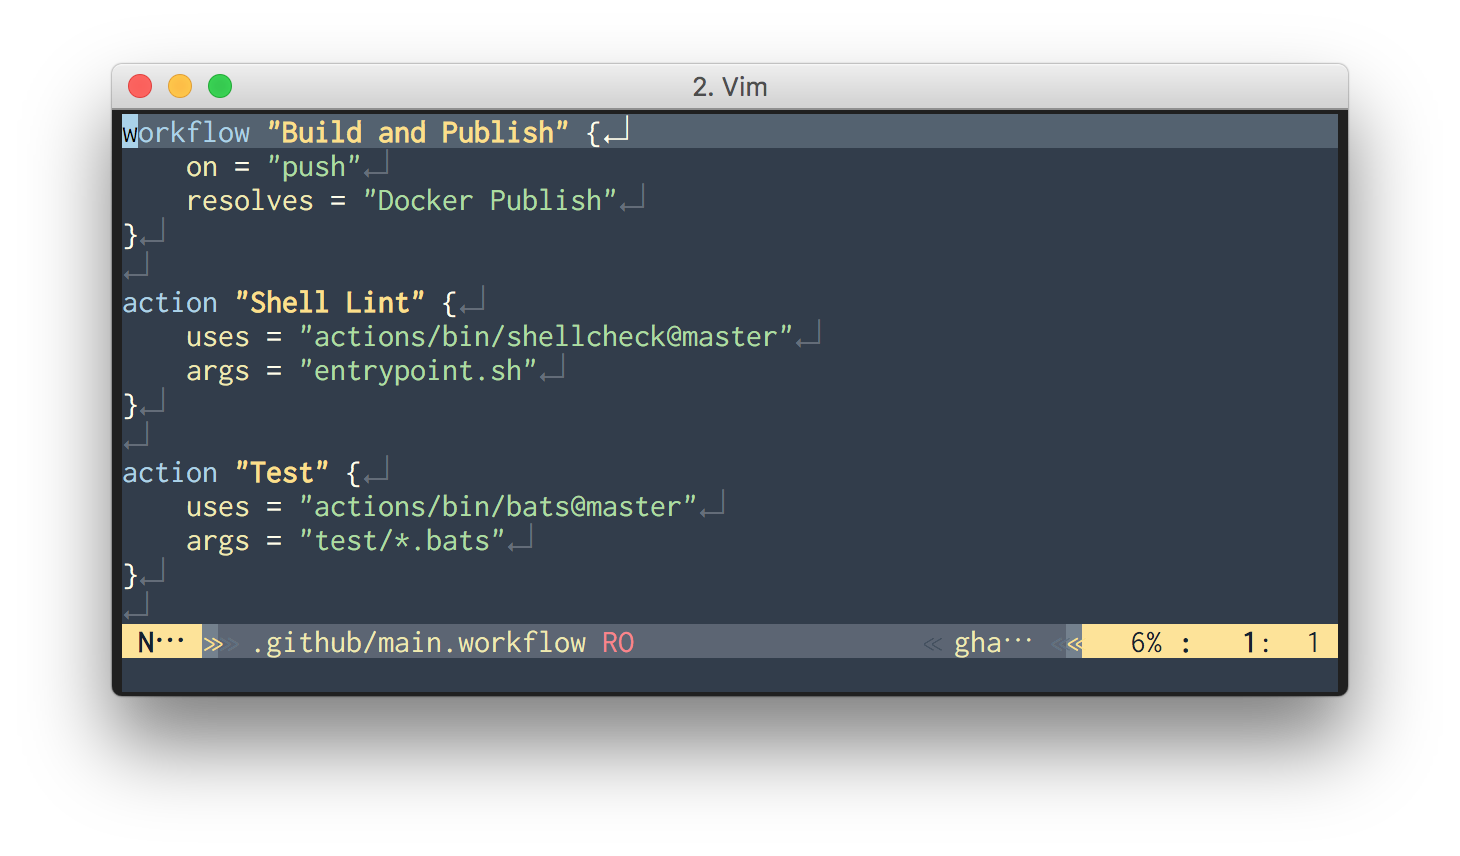 2. Vim
workflow "Build and Publish" {
    on = "push"
    resolves = "Docker Publish"
}
action "Shell Lint" {
    uses = "actions/bin/shellcheck@master"
    args = "entrypoint.sh"
}
action "Test" {
    uses = "actions/bin/bats@master"
    args = "test/*.bats"
}
N… .github/main.workflow RO gha… 6% : 1: 1